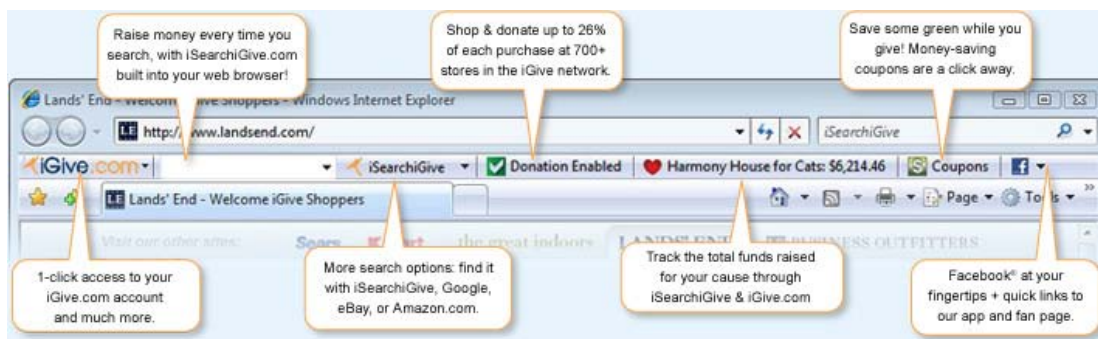 Raise money every time you
search, with iSearchiGive.com
built into your web browser!
Shop & donate up to 26%
of each purchase at 700+
stores in the iGive network.
Save some green while you
give! Money-saving
coupons are a click away.
Lands' End - Welcome iGive Shoppers - Windows Internet Explorer
http://www.landsend.com/
iSearchiGive
iGive.com
iSearchiGive
Donation Enabled
Harmony House for Cats: $6,214.46
Coupons
Lands' End - Welcome iGive Shoppers
Page
Tools
Visit our other sites:
Sears
the great indoors
LANDS' END
BUSINESS OUTFITTERS
1-click access to your
iGive.com account
and much more.
More search options: find it
with iSearchiGive, Google,
eBay, or Amazon.com.
Track the total funds raised
for your cause through
iSearchiGive & iGive.com
Facebook® at your
fingertips + quick links to
our app and fan page.